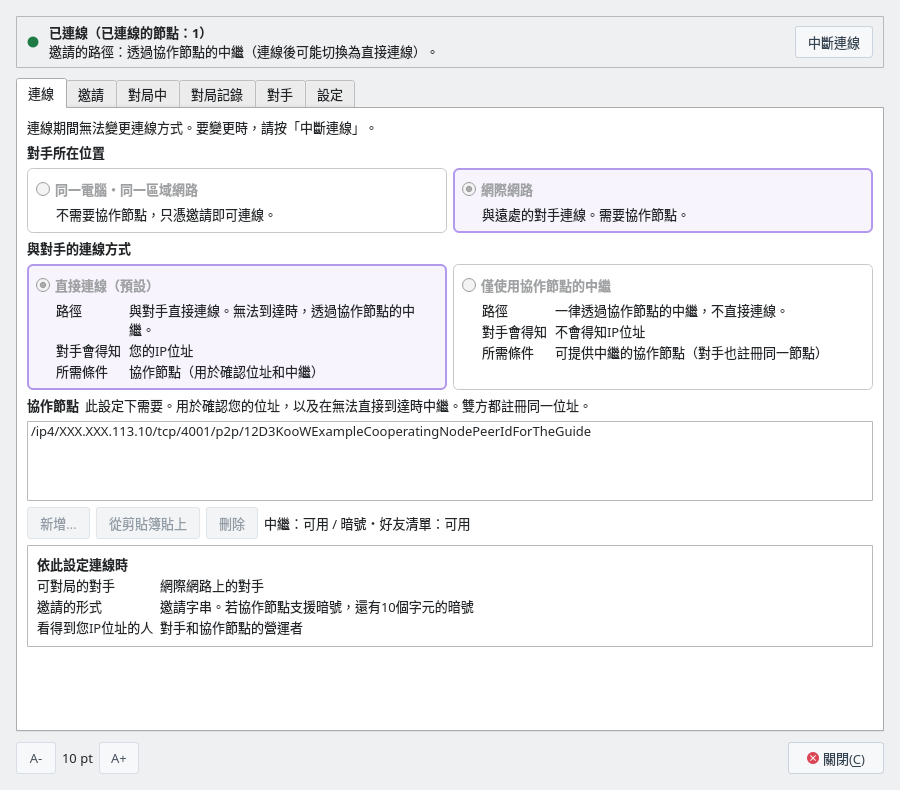 已連線（已連線的節點：1）
邀請的路徑：透過協作節點的中繼（連線後可能切換為直接連線）。
中斷連線
連線 邀請 對局中 對局記錄 對手 設定
連線期間無法變更連線方式。要變更時，請按「中斷連線」。
對手所在位置
同一電腦・同一區域網路
不需要協作節點，只憑邀請即可連線。
網際網路
與遠處的對手連線。需要協作節點。
與對手的連線方式
直接連線（預設）
路徑 與對手直接連線。無法到達時，透過協作節點的中
繼。
對手會得知 您的IP位址
所需條件 協作節點（用於確認位址和中繼）
僅使用協作節點的中繼
路徑 一律透過協作節點的中繼，不直接連線。
對手會得知 不會得知IP位址
所需條件 可提供中繼的協作節點（對手也註冊同一節點）
協作節點 此設定下需要。用於確認您的位址，以及在無法直接到達時中繼。雙方都註冊同一位址。
/ip4/XXX.XXX.113.10/tcp/4001/p2p/12D3KooWExampleCooperatingNodePeerIdForTheGuide
新增... 從剪貼簿貼上 刪除 中繼：可用 / 暗號・好友清單：可用
依此設定連線時
可對局的對手 網際網路上的對手
邀請的形式 邀請字串。若協作節點支援暗號，還有10個字元的暗號
看得到您IP位址的人 對手和協作節點的營運者
A- 10 pt A+ 關閉(C)